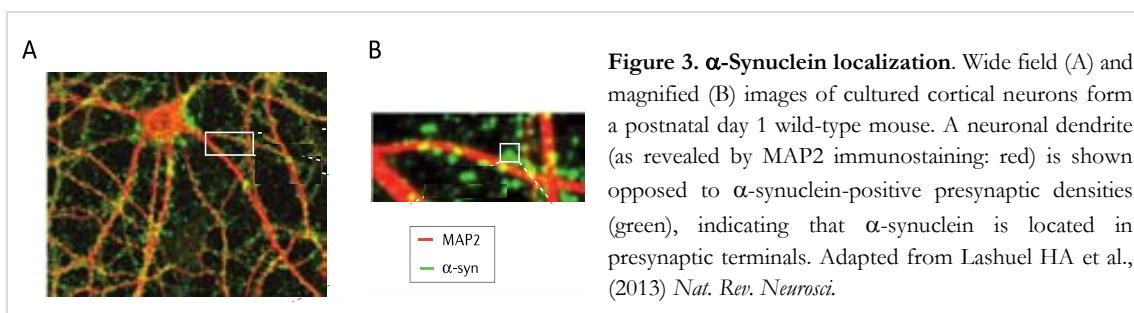 A
B
Figure 3. α-Synuclein localization. Wide field (A) and
magnified (B) images of cultured cortical neurons form
a postnatal day 1 wild-type mouse. A neuronal dendrite
(as revealed by MAP2 immunostaining: red) is shown
opposed to α-synuclein-positive presynaptic densities
(green), indicating that α-synuclein is located in
presynaptic terminals. Adapted from Lashuel HA et al.,
(2013) Nat. Rev. Neurosci.
MAP2
α-syn